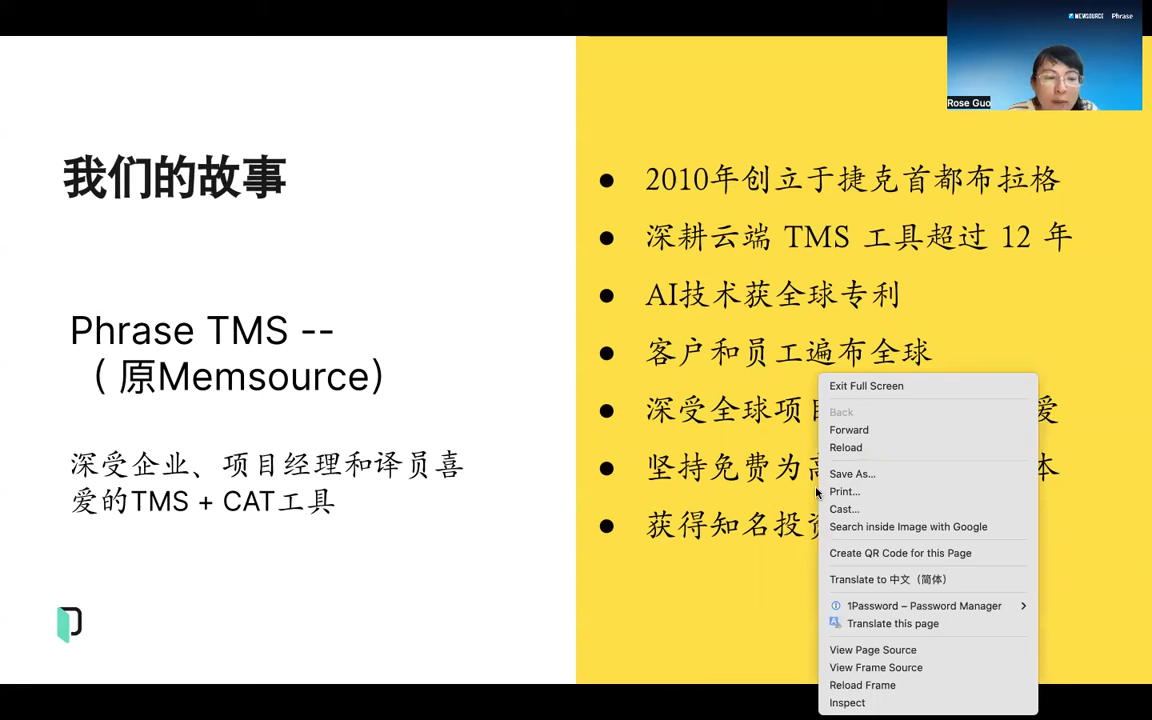 MEMSOURCE Phrase
Rose Guo
我们的故事
Phrase TMS --
( 原Memsource)
深受企业、项目经理和译员喜
爱的TMS + CAT工具
● 2010年创立于捷克首都布拉格
● 深耕云端 TMS 工具超过 12 年
● AI技术获全球专利
● 客户和员工遍布全球
● 深受全球项 爱
● 坚持免费为高 本
● 获得知名投资
Exit Full Screen
Back
Forward
Reload
Save As...
Print...
Cast...
Search inside Image with Google
Create QR Code for this Page
Translate to 中文（简体）
1Password – Password Manager
Translate this page
View Page Source
View Frame Source
Reload Frame
Inspect